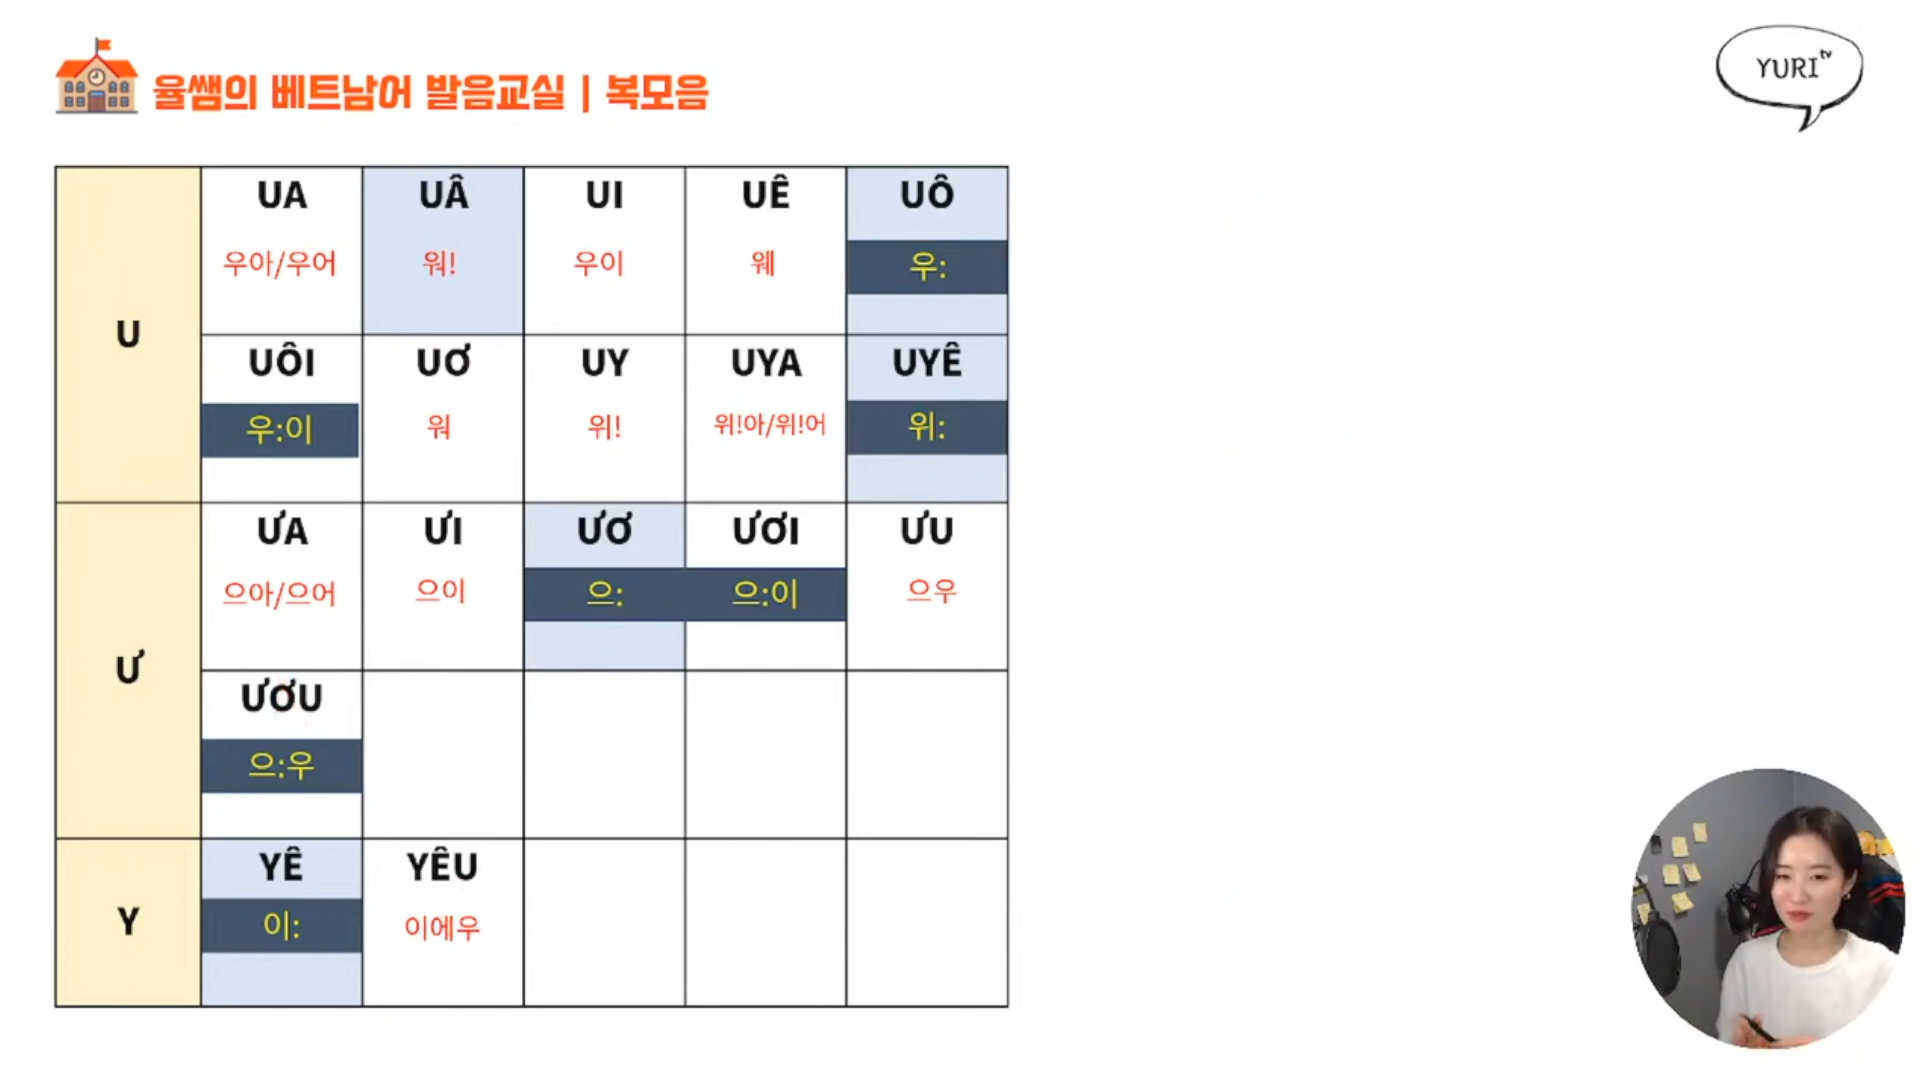 율쌤의 베트남어 발음교실 | 복모음
YURI tv
UA UÂ UI UÊ UÔ
우아/우어 워! 우이 웨 우:
U
UÔI UƠ UY UYA UYÊ
우:이 워 위! 위!아/위!어 위:
ƯA ƯI ƯƠ ƯƠI ƯU
으아/으어 으이 으: 으:이 으우
Ư
ƯƠU
으:우
YÊ YÊU
Y
이: 이에우